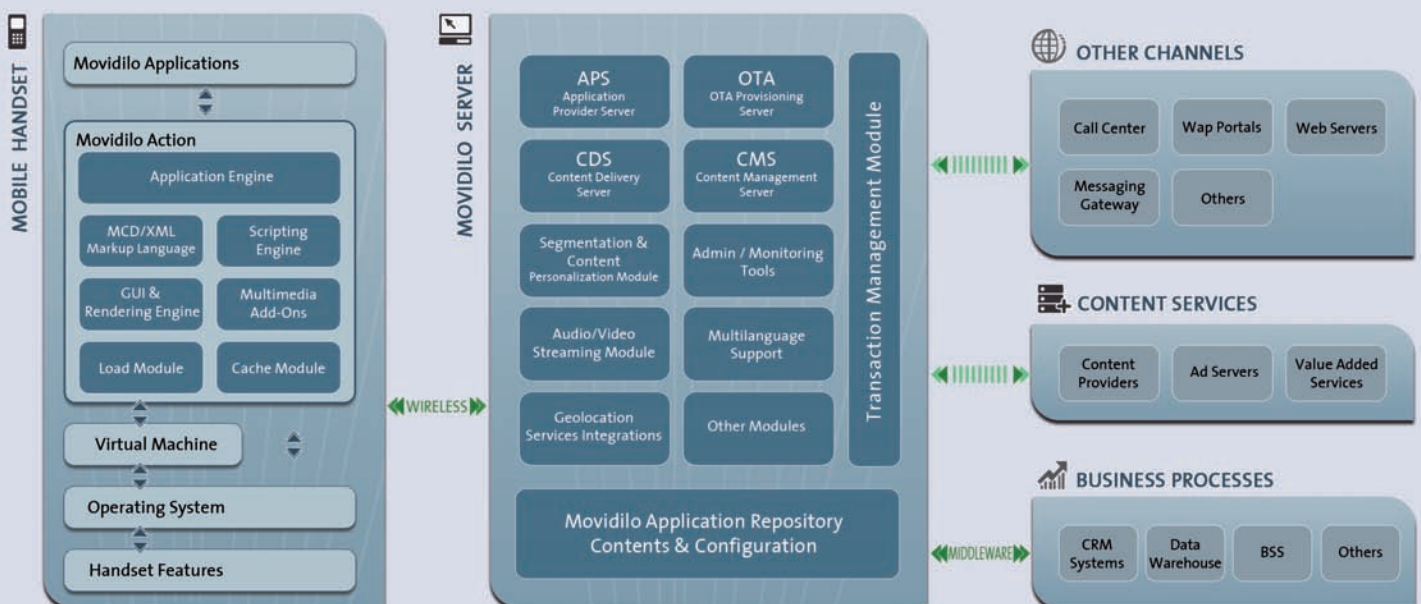 MOBILE HANDSET
Movidilo Applications
Movidilo Action
Application Engine
MCD/XML
Markup Language
Scripting
Engine
GUI &
Rendering Engine
Multimedia
Add-Ons
Load Module
Cache Module
Virtual Machine
Operating System
Handset Features
WIRELESS
MOVIDILO SERVER
APS
Application
Provider Server
OTA
OTA Provisioning
Server
CDS
Content Delivery
Server
CMS
Content Management
Server
Segmentation &
Content
Personalization Module
Admin / Monitoring
Tools
Audio/Video
Streaming Module
Multilanguage
Support
Geolocation
Services Integrations
Other Modules
Transaction Management Module
Movidilo Application Repository
Contents & Configuration
MIDDLEWARE
OTHER CHANNELS
Call Center
Wap Portals
Web Servers
Messaging
Gateway
Others
CONTENT SERVICES
Content
Providers
Ad Servers
Value Added
Services
BUSINESS PROCESSES
CRM
Systems
Data
Warehouse
BSS
Others